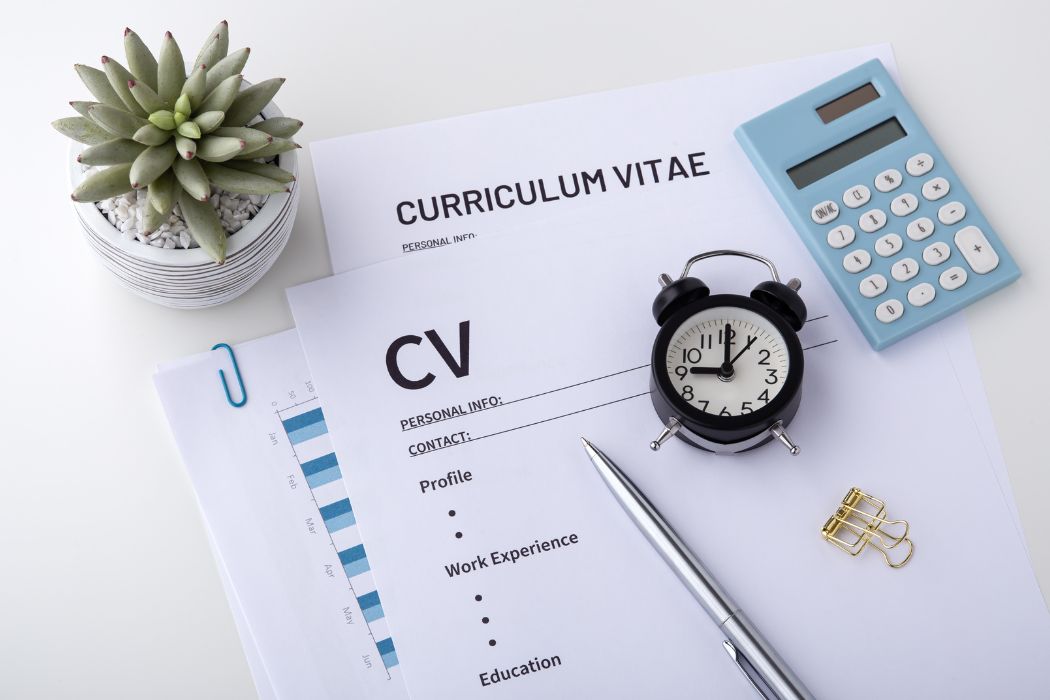 CURRICULUM VITAE
PERSONAL INFO:
CV
PERSONAL INFO:
CONTACT:
Profile
Work Experience
Education
0 50 100
Jan
Feb
Mar
Apr
May
Jun
ON/AC % ÷
7 8 9 ×
4 5 6 −
1 2 3 +
0 . =
12
1
2
3
4
5
6
7
8
9
10
11